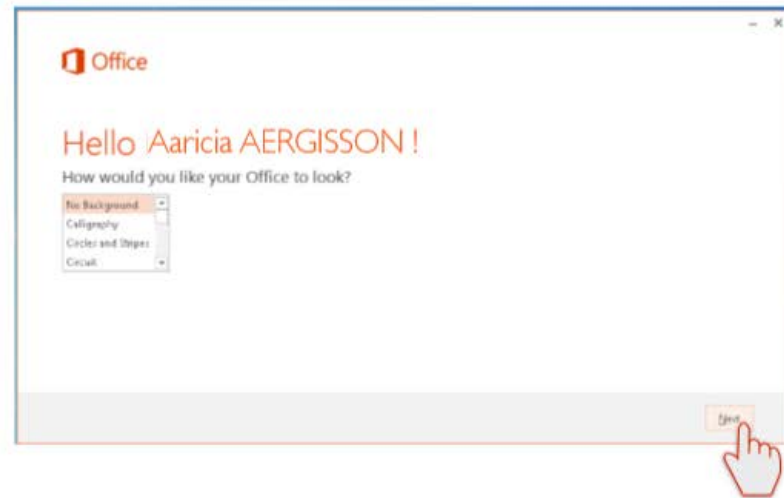 Office
Hello Aaricia AERGISSON !
How would you like your Office to look?
No Background
Calligraphy
Circles and Stripes
Circuit
Next